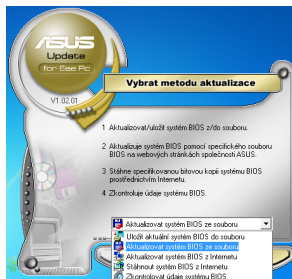 ASUS
Update
for Eee Pc
V1.02.01
Vybrat metodu aktualizace
1 Aktualizovat/uložit systém BIOS z/do souboru.
2 Aktualizuje systém BIOS pomocí specifického souboru
BIOS na webových stránkách společnosti ASUS.
3 Stáhne specifikovanou bitovou kopii systému BIOS
prostřednictvím Internetu.
4 Zkontroluje údaje systému BIOS.
Aktualizovat systém BIOS ze souboru
Uložit aktuální systém BIOS do souboru
Aktualizovat systém BIOS ze souboru
Aktualizovat systém BIOS z Internetu
Stáhnout systém BIOS z Internetu
Zkontrolovat údaje systému BIOS